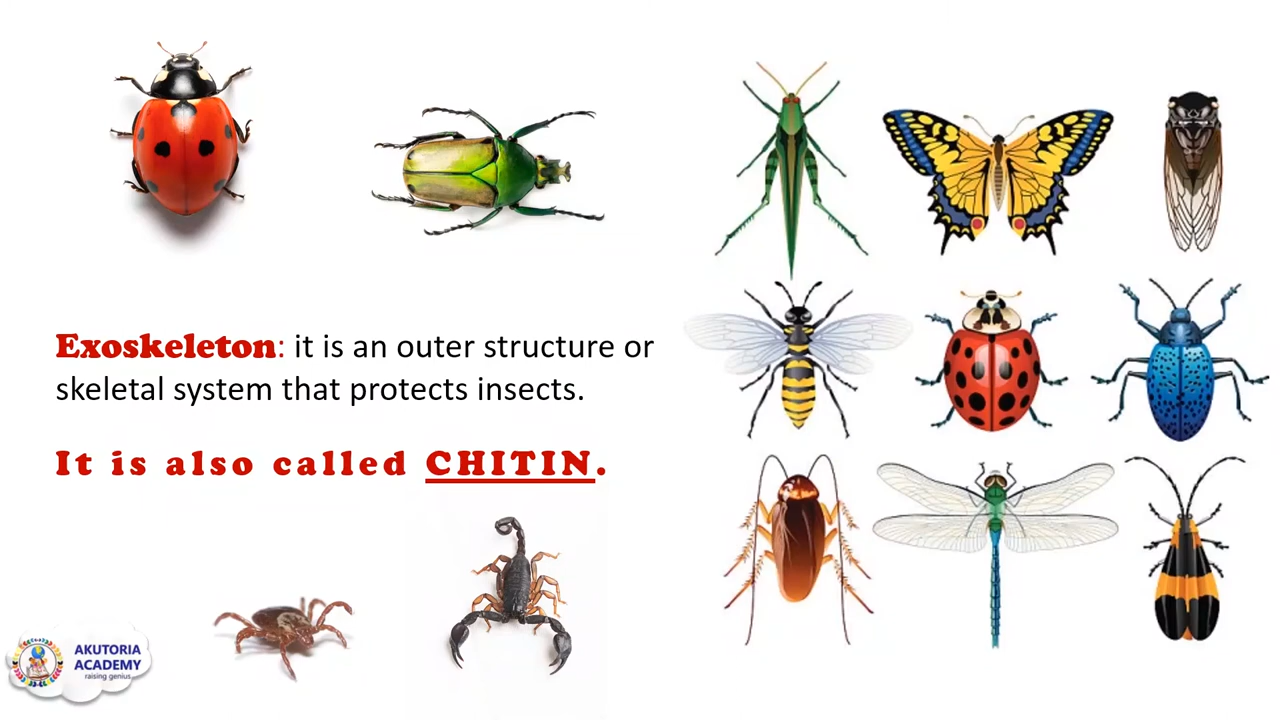 Exoskeleton: it is an outer structure or
skeletal system that protects insects.
It is also called CHITIN.
AKUTORIA
ACADEMY
raising genius